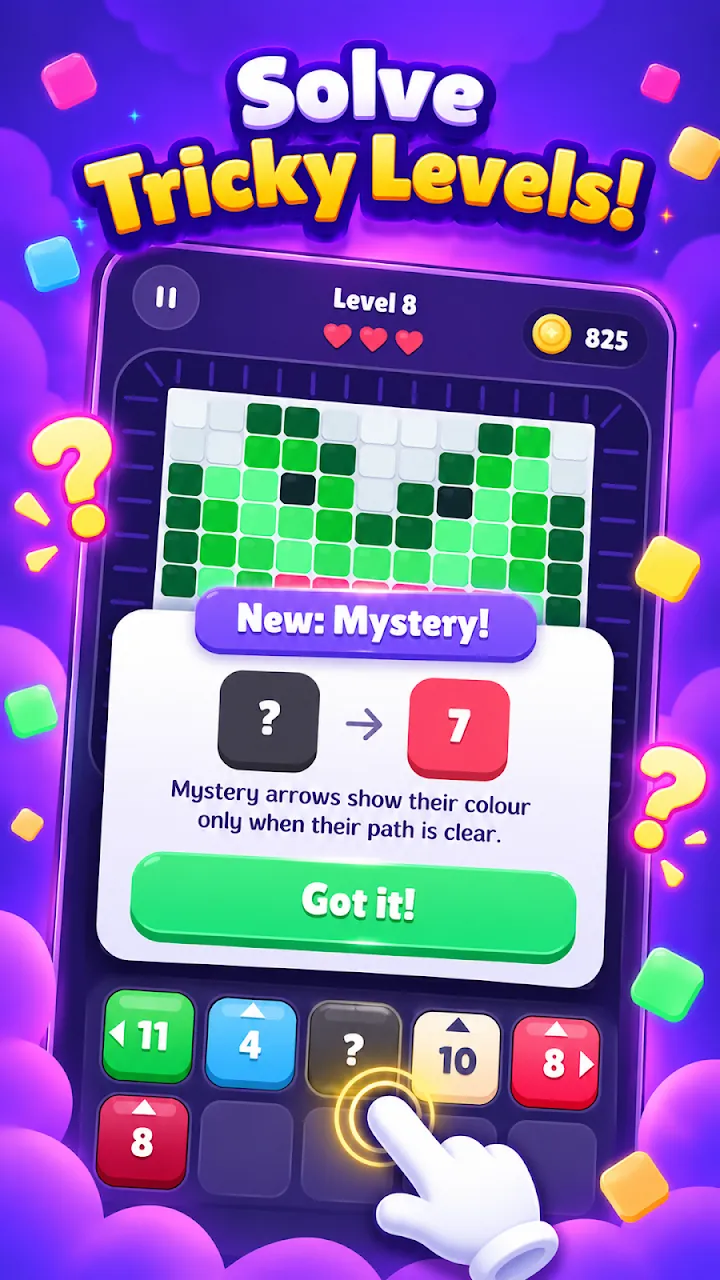 Solve
Tricky Levels!
Level 8
825
?
New: Mystery!
? → 7
Mystery arrows show their colour
only when their path is clear.
?
Got it!
11 4 ? 10 8
8